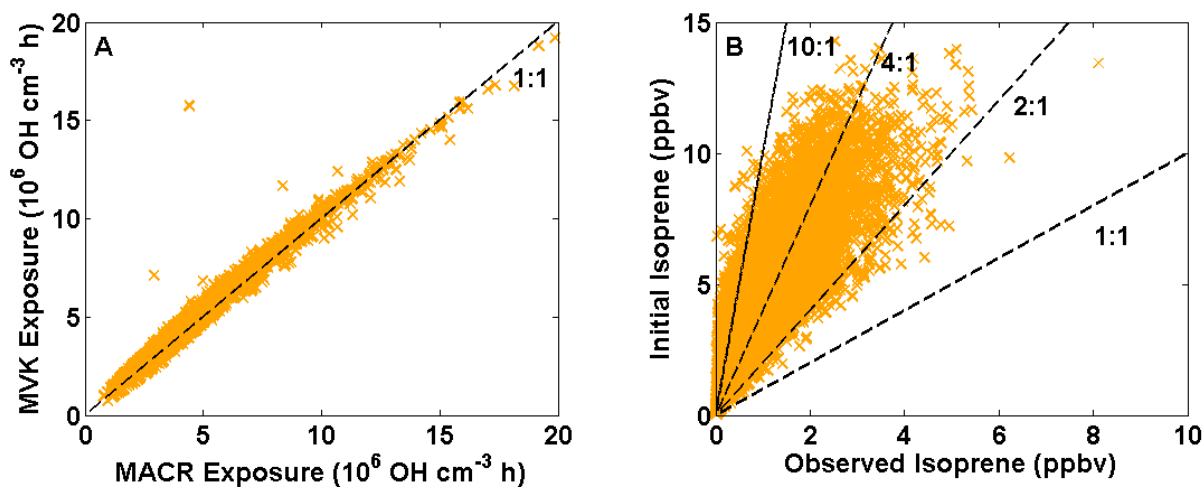 A
1:1
20
15
10
5
0
MVK Exposure (10⁶ OH cm⁻³ h)
0 5 10 15 20
MACR Exposure (10⁶ OH cm⁻³ h)
B
10:1
4:1
2:1
1:1
15
10
5
0
Initial Isoprene (ppbv)
0 2 4 6 8 10
Observed Isoprene (ppbv)